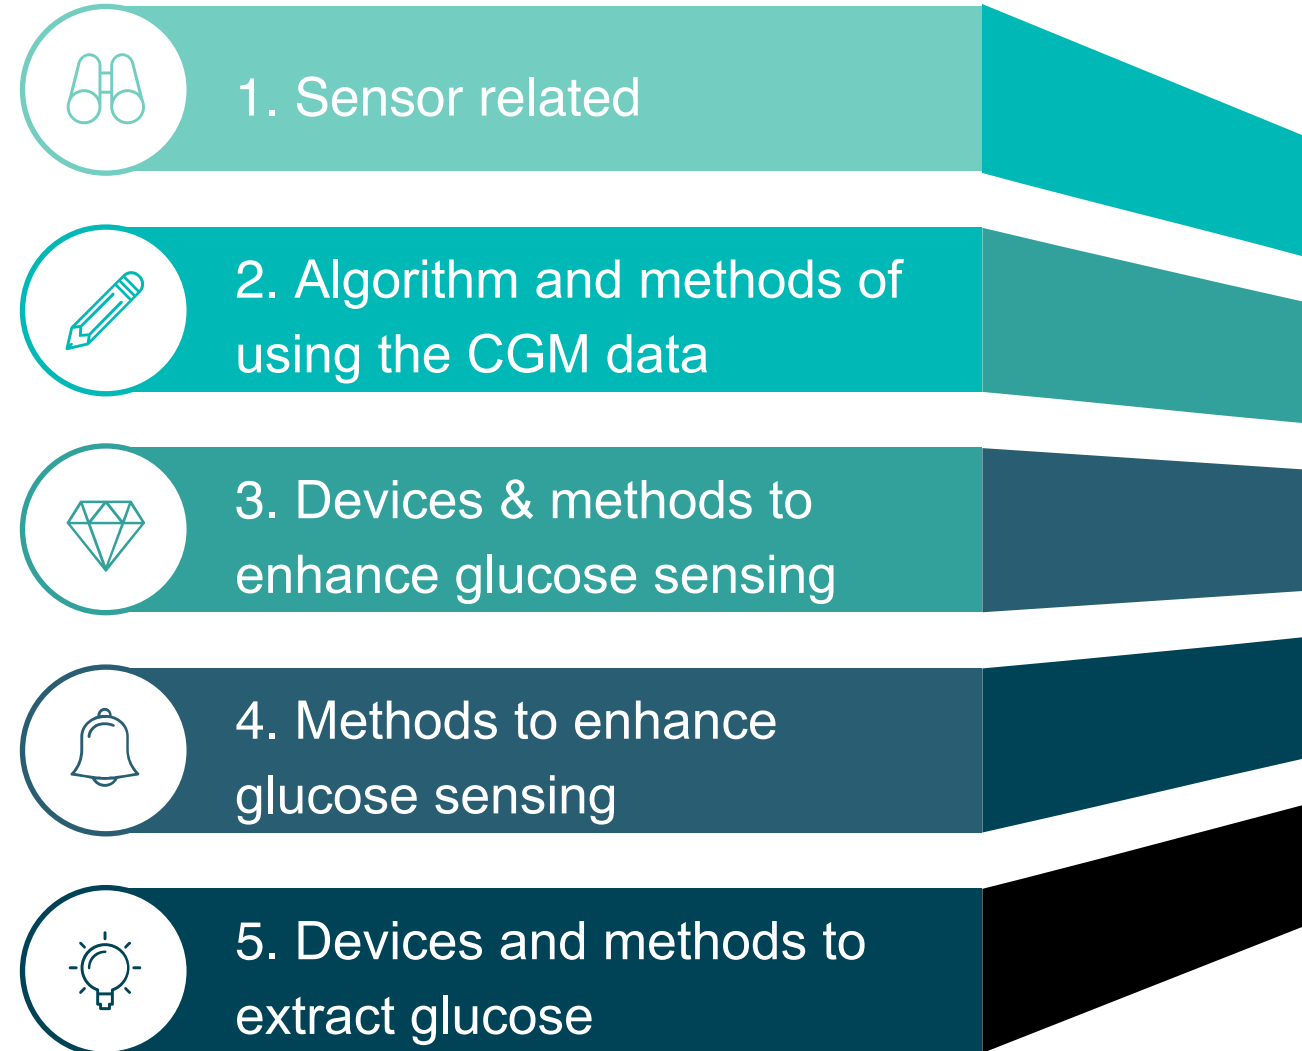 1. Sensor related
2. Algorithm and methods of
using the CGM data
3. Devices & methods to
enhance glucose sensing
4. Methods to enhance
glucose sensing
5. Devices and methods to
extract glucose